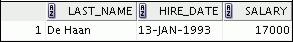 LAST_NAME HIRE_DATE SALARY
1 De Haan 13-JAN-1993 17000